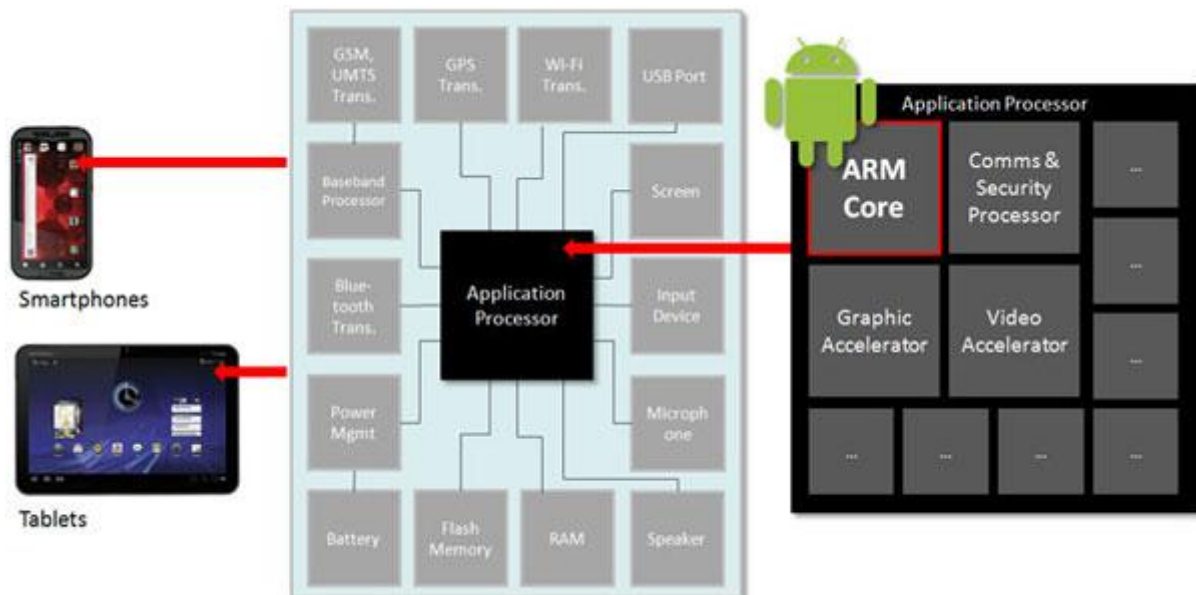 GSM,
UMTS
Trans.
GPS
Trans.
Wi-Fi
Trans.
USB Port
Baseband
Processor
Screen
Blue-
tooth
Trans.
Application
Processor
Input
Device
Power
Mgmt
Microph
one
Battery
Flash
Memory
RAM
Speaker
Smartphones
Tablets
Application Processor
ARM
Core
Comms &
Security
Processor
...
...
Graphic
Accelerator
Video
Accelerator
...
...
...
...
...